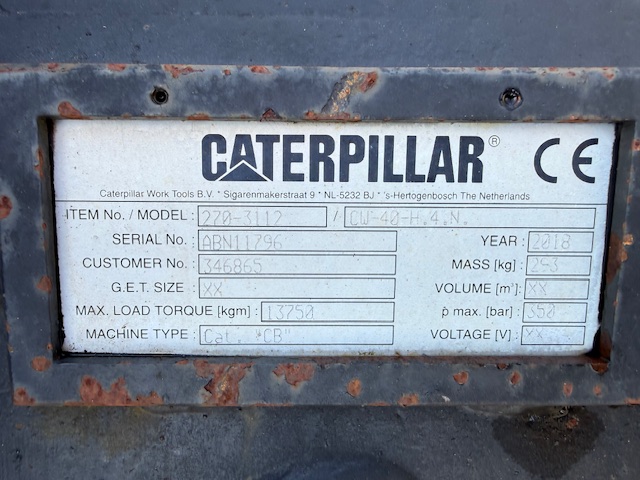 CATERPILLAR® CE
Caterpillar Work Tools B.V. * Sigarenmakerstraat 9 * NL-5232 BJ * 's-Hertogenbosch The Netherlands
ITEM No. / MODEL : 270-3112 / CW-40-H.4.N.
SERIAL No. : ABN11796 YEAR : 2018
CUSTOMER No. : 346865 MASS [kg] : 293
G.E.T. SIZE : XX VOLUME [m³] : XX
MAX. LOAD TORQUE [kgm] : 13750 p max. [bar] : 350
MACHINE TYPE : Cat. "CB" VOLTAGE [V] : XX